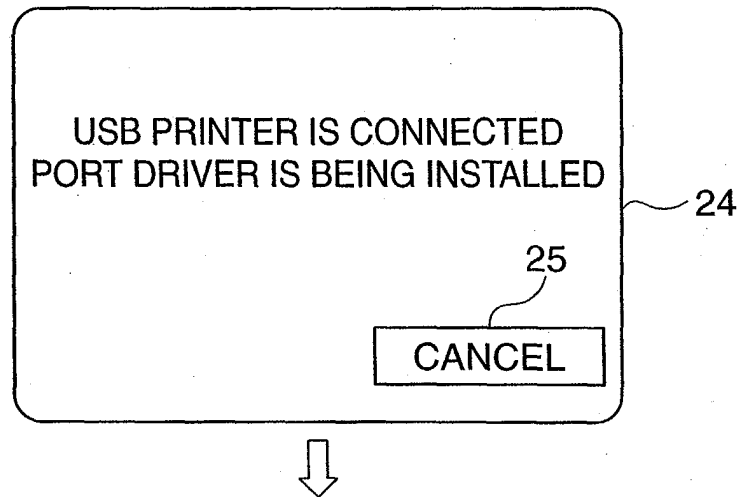 USB PRINTER IS CONNECTED
PORT DRIVER IS BEING INSTALLED
24
25
CANCEL